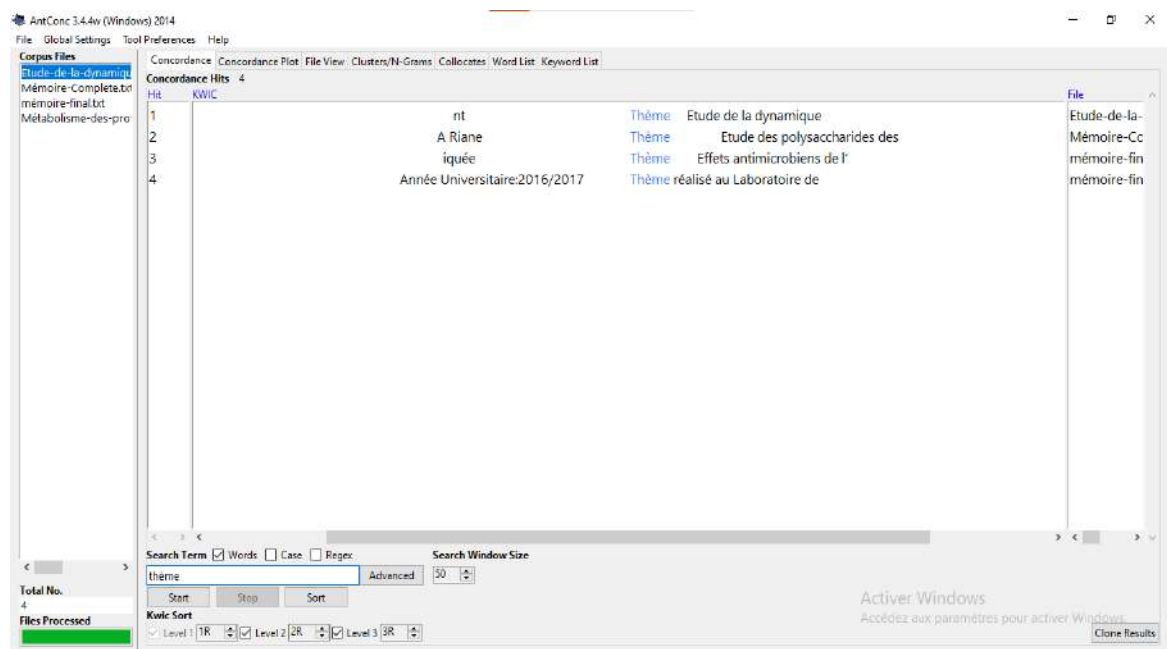 AntConc 3.4.4w (Windows) 2014
File Global Settings Tool Preferences Help
Corpus Files
Etude-de-la-dynamiqu
Mémoire-Complete.txt
mémoire-final.txt
Métabolisme-des-pro
Total No.
4
Files Processed
Concordance Concordance Plot File View Clusters/N-Grams Collocates Word List Keyword List
Concordance Hits 4
Hit KWIC File
1 nt Thème Etude de la dynamique Etude-de-la-
2 A Riane Thème Etude des polysaccharides des Mémoire-Cc
3 iquée Thème Effets antimicrobiens de l' mémoire-fin
4 Année Universitaire:2016/2017 Thème réalisé au Laboratoire de mémoire-fin
Search Term Words Case Regex Search Window Size
thème Advanced 50
Start Stop Sort
Kwic Sort
Level 1 1R Level 2 2R Level 3 3R
Activer Windows
Accédez aux paramètres pour activer Windows.
Clone Results